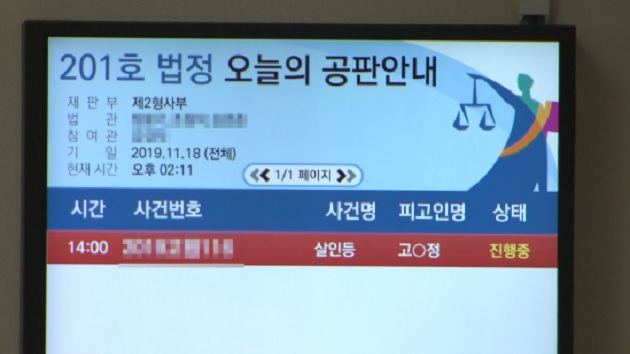 201호 법정 오늘의 공판안내
재 판 부 제2형사부
법 관
참 여 관
기 일 2019.11.18 (전체)
현재시간 오후 02:11
1/1 페이지
시간 사건번호 사건명 피고인명 상태
14:00 살인등 고○정 진행중